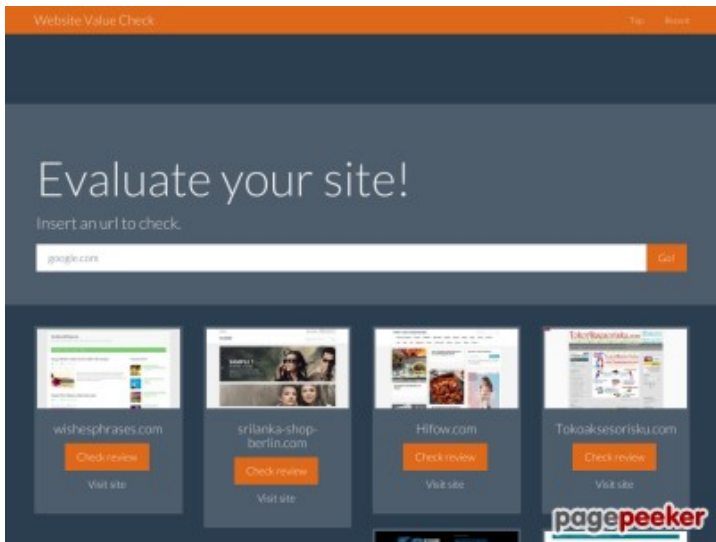 Website Value Check
Top Recent
Evaluate your site!
Insert an url to check.
google.com Go!
wishesphrases.com
Check review
Visit site
srilanka-shop-
berlin.com
Check review
Visit site
Hifow.com
Check review
Visit site
Tokoaksesorisku.com
Check review
Visit site
pagepeeker